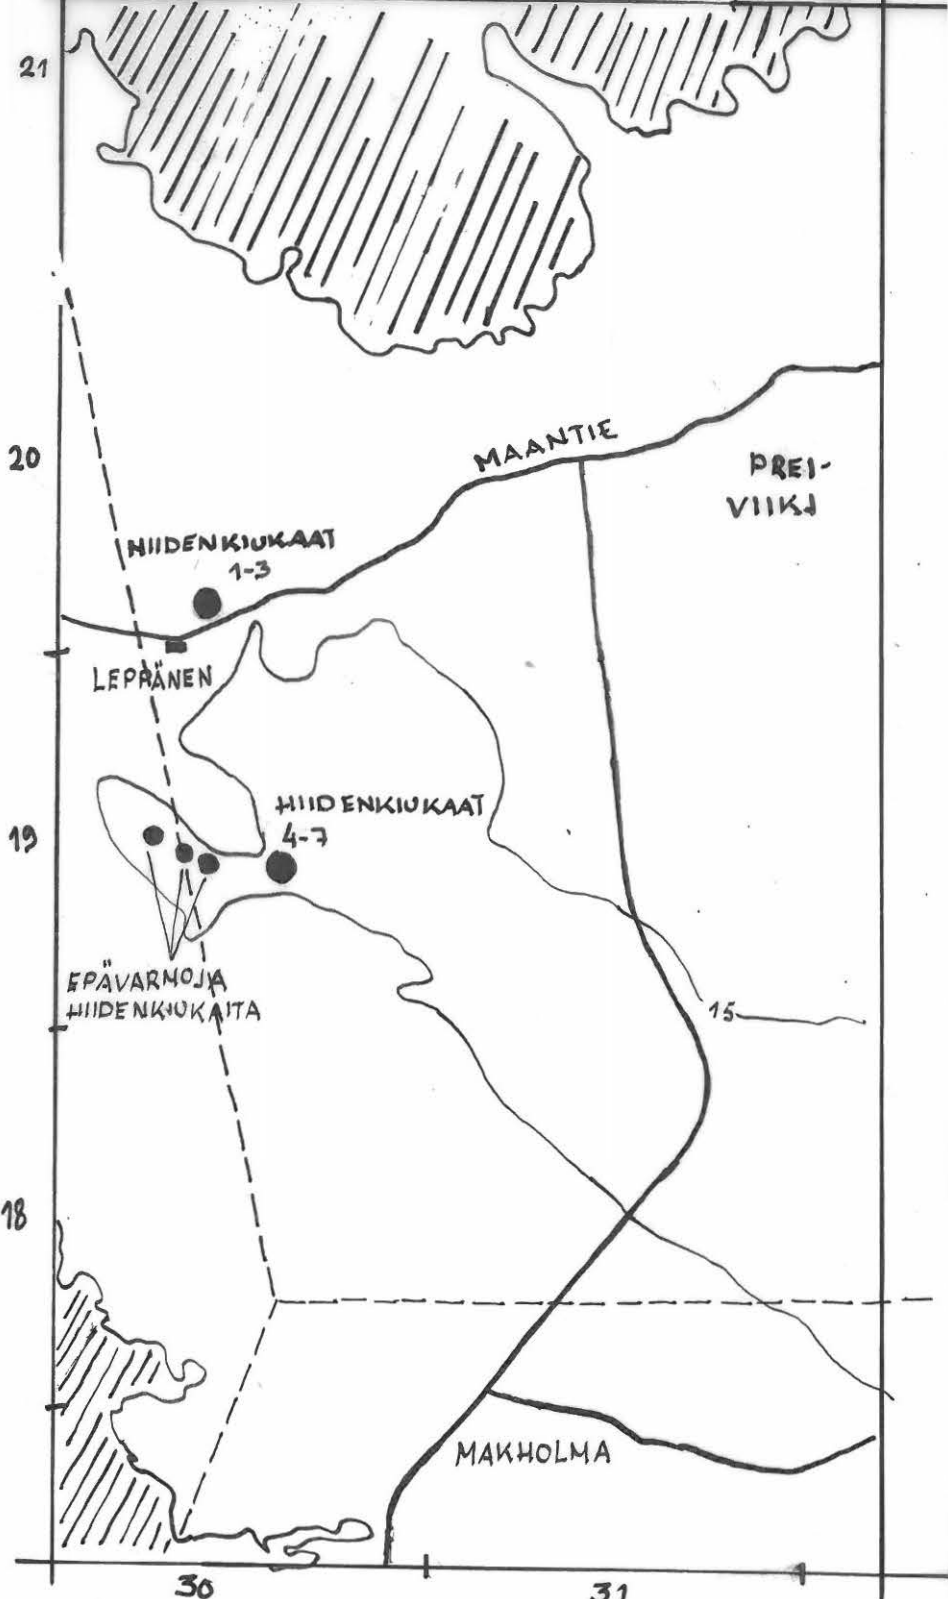 21
20
MAANTIE
PREI-
VIIKI
HIIDENKIUKAAT
1-3
LEPPÄNEN
HIIDENKIUKAAT
4-7
19
EPÄVARMOJA
HIIDENKIUKAITA
15
18
MAKHOLMA
30
31